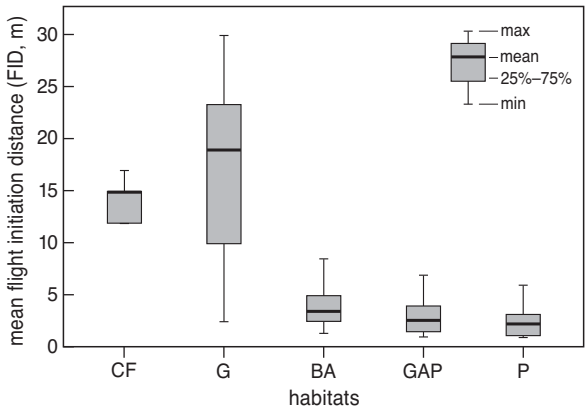 mean flight initiation distance (FID, m)
30
25
20
15
10
5
0
max
mean
25%–75%
min
CF G BA GAP P
habitats